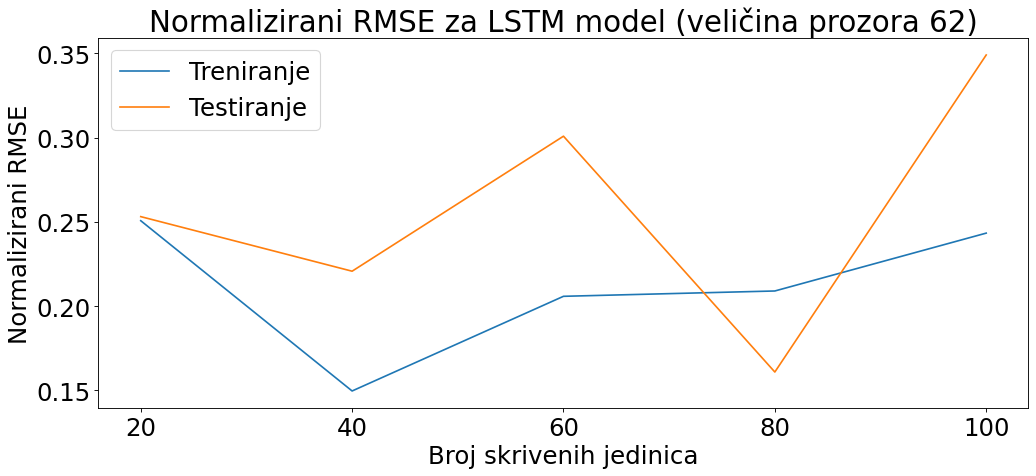 Normalizirani RMSE za LSTM model (veličina prozora 62)
Treniranje
Testiranje
Normalizirani RMSE
0.35
0.30
0.25
0.20
0.15
20 40 60 80 100
Broj skrivenih jedinica